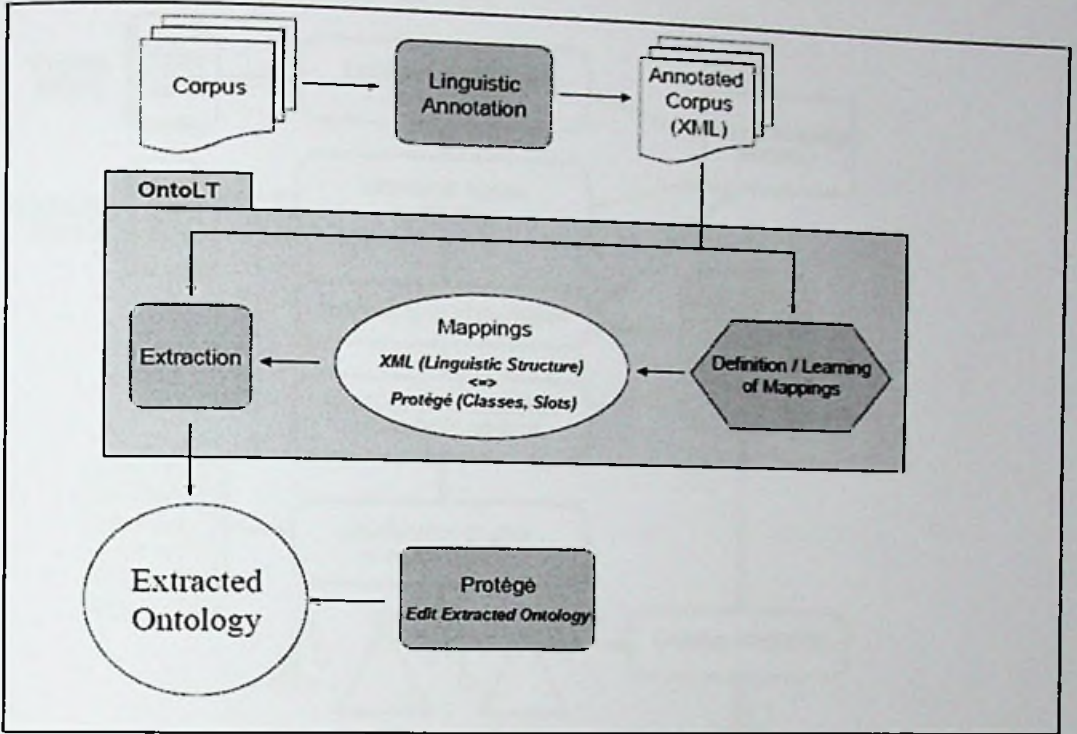 Corpus
Linguistic
Annotation
Annotated
Corpus
(XML)
OntoLT
Extraction
Mappings
XML (Linguistic Structure)
<=>
Protégé (Classes, Slots)
Definition / Learning
of Mappings
Extracted
Ontology
Protégé
Edit Extracted Ontology